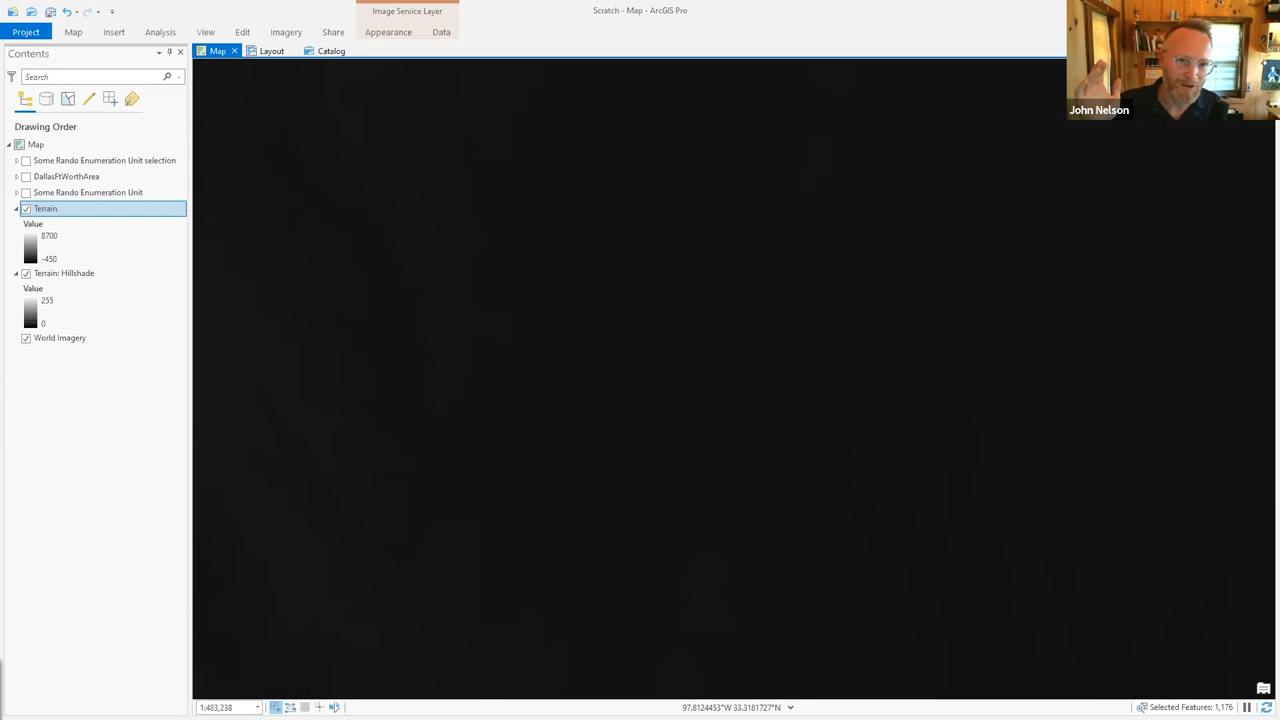 Image Service Layer
Scratch - Map - ArcGIS Pro
Project Map Insert Analysis View Edit Imagery Share Appearance Data
Contents
Map Layout Catalog
Search
John Nelson
Drawing Order
Map
Some Rando Enumeration Unit selection
DallasFtWorthArea
Some Rando Enumeration Unit
Terrain
Value
8700
-450
Terrain: Hillshade
Value
255
0
World Imagery
1:483,238
97.8124453°W 33.3181727°N
Selected Features: 1,176